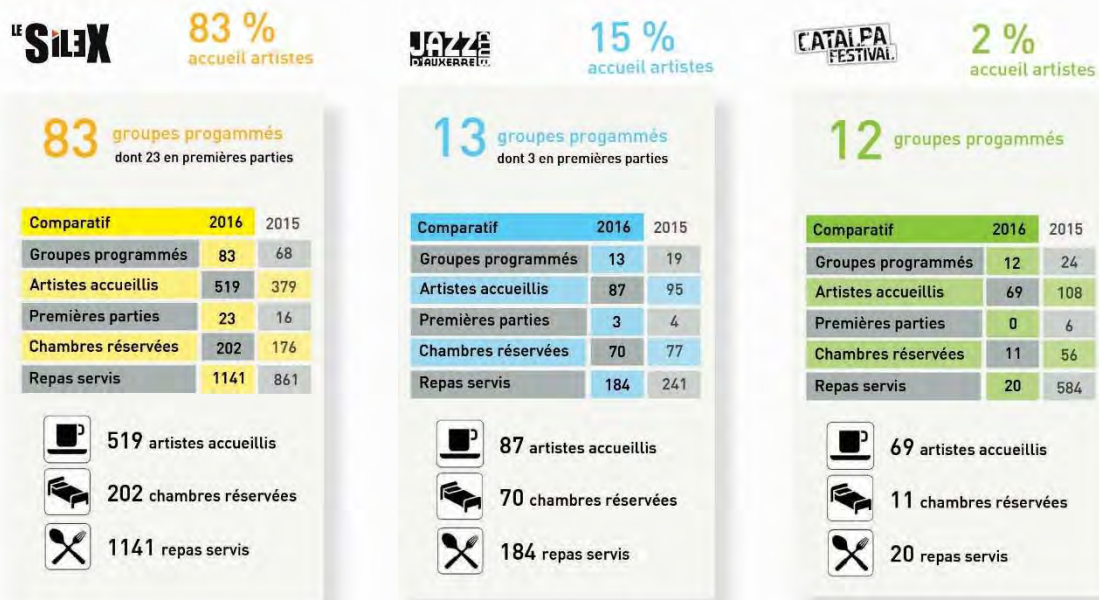 LE SILEX
83 %
accueil artistes
83 groupes progammés
dont 23 en premières parties
Comparatif 2016 2015
Groupes programmés 83 68
Artistes accueillis 519 379
Premières parties 23 16
Chambres réservées 202 176
Repas servis 1141 861
519 artistes accueillis
202 chambres réservées
1141 repas servis
JAZZ
D'AUXERRE
15 %
accueil artistes
13 groupes progammés
dont 3 en premières parties
Comparatif 2016 2015
Groupes programmés 13 19
Artistes accueillis 87 95
Premières parties 3 4
Chambres réservées 70 77
Repas servis 184 241
87 artistes accueillis
70 chambres réservées
184 repas servis
CATALPA
FESTIVAL.
2 %
accueil artistes
12 groupes progammés
Comparatif 2016 2015
Groupes programmés 12 24
Artistes accueillis 69 108
Premières parties 0 6
Chambres réservées 11 56
Repas servis 20 584
69 artistes accueillis
11 chambres réservées
20 repas servis